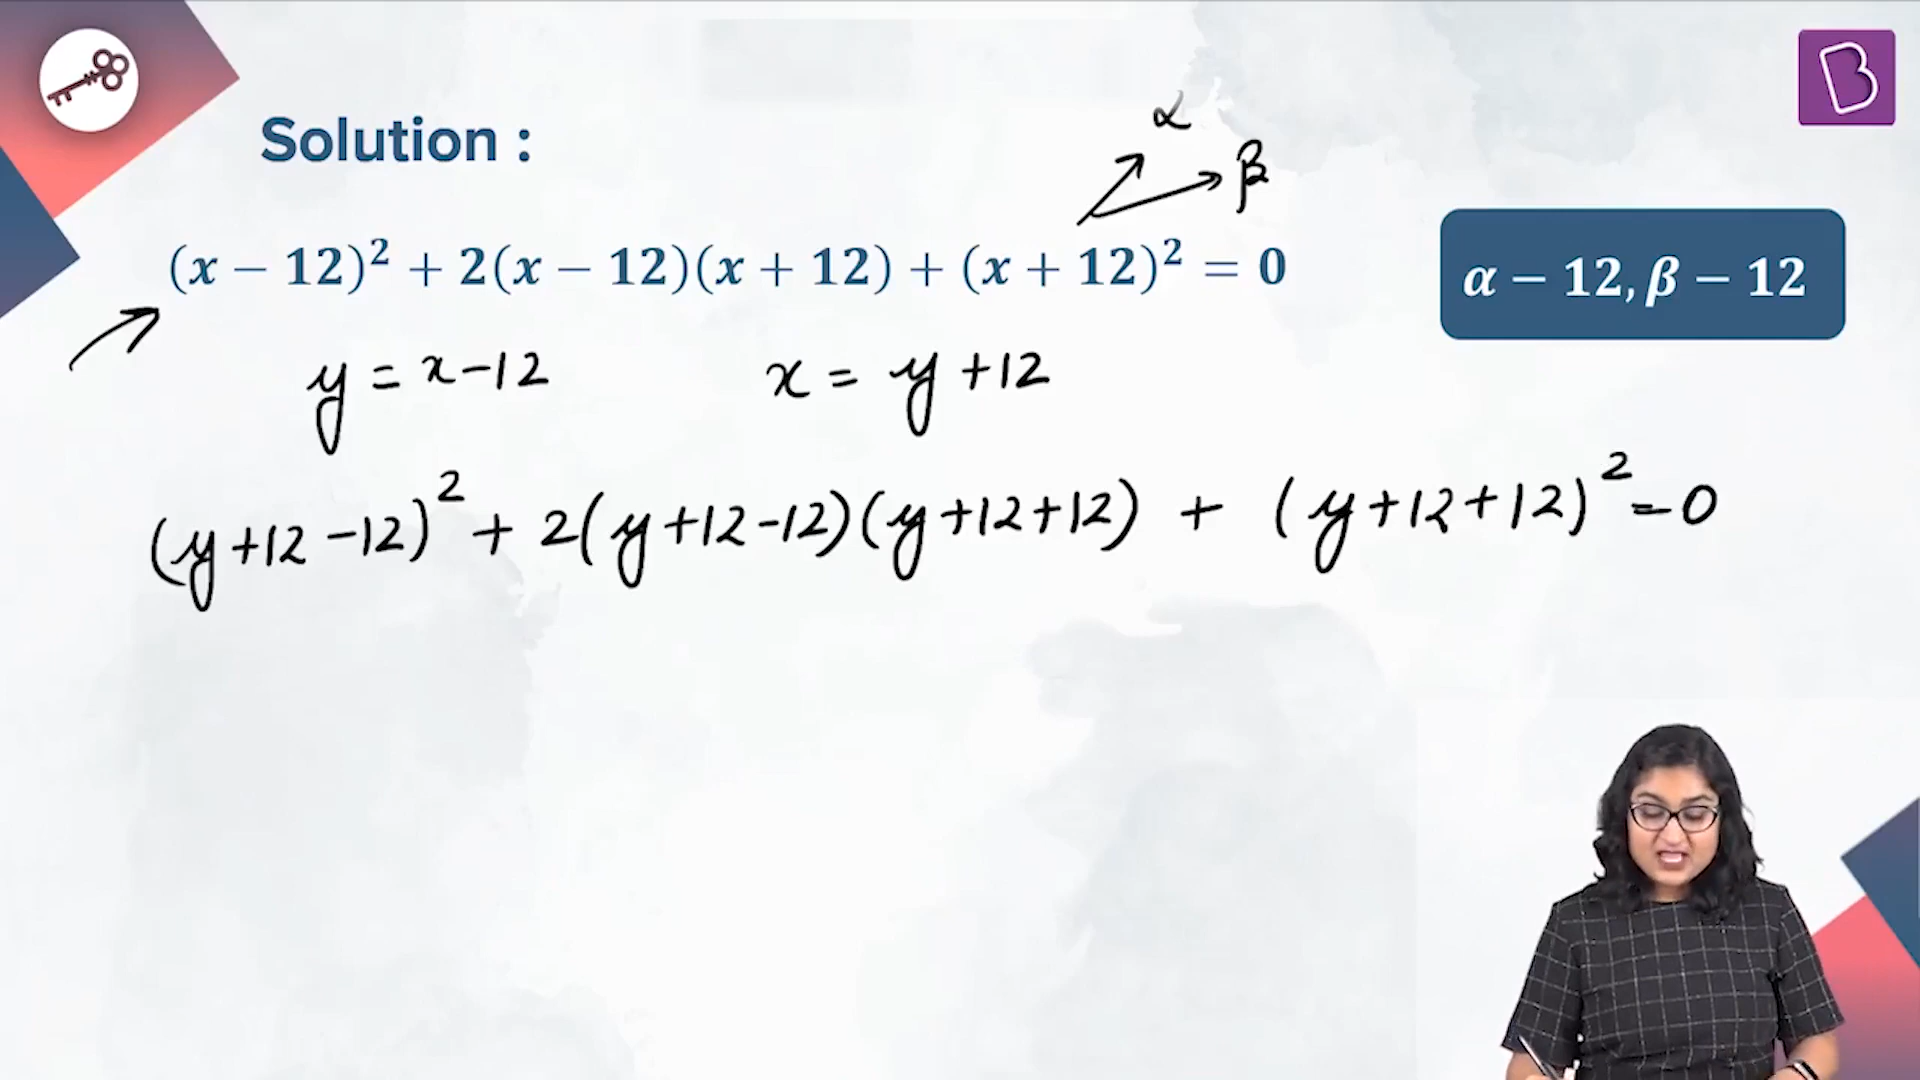 Solution :
α
β
(x − 12)² + 2(x − 12)(x + 12) + (x + 12)² = 0
α − 12, β − 12
y = x-12
x = y +12
(y+12-12)² + 2(y+12-12)(y+12+12) + (y+12+12)² = 0